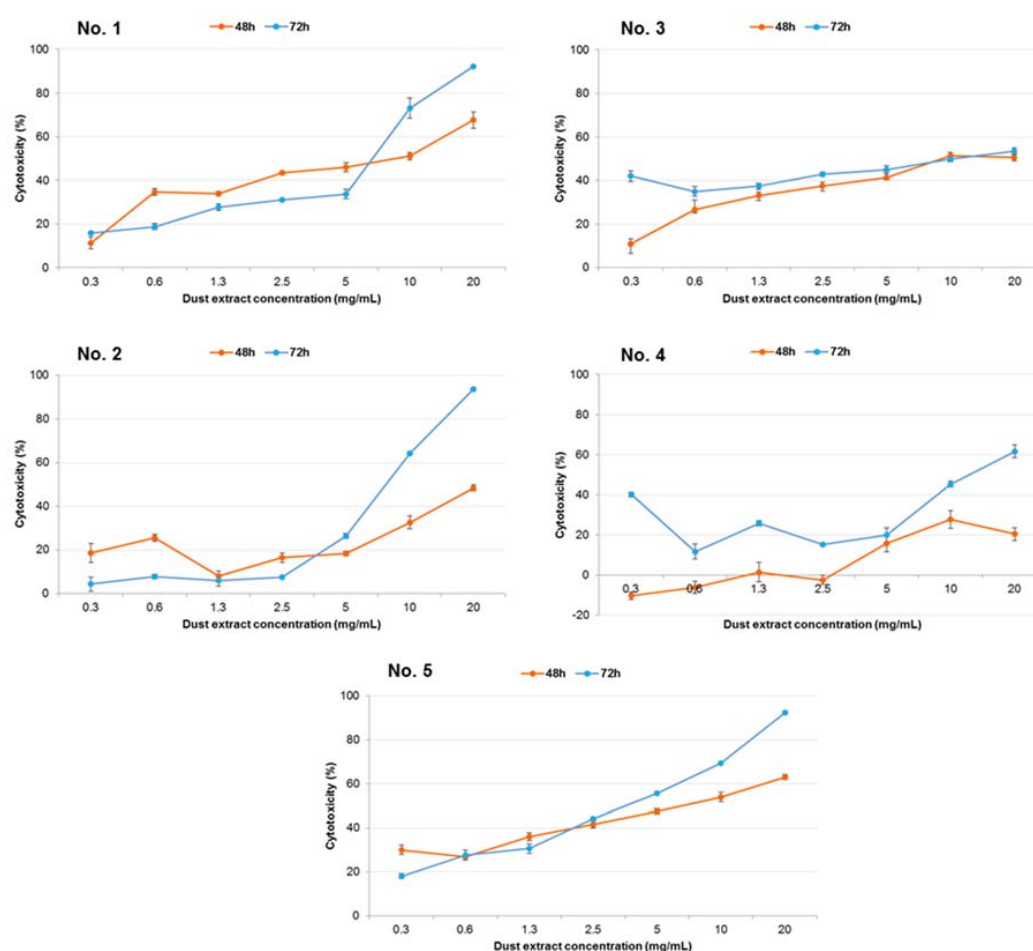 No. 1
48h 72h
Cytotoxicity (%)
100
80
60
40
20
0
0.3 0.6 1.3 2.5 5 10 20
Dust extract concentration (mg/mL)
No. 3
48h 72h
Cytotoxicity (%)
100
80
60
40
20
0
0.3 0.6 1.3 2.5 5 10 20
Dust extract concentration (mg/mL)
No. 2
48h 72h
Cytotoxicity (%)
100
80
60
40
20
0
0.3 0.6 1.3 2.5 5 10 20
Dust extract concentration (mg/mL)
No. 4
48h 72h
Cytotoxicity (%)
100
80
60
40
20
0
-20
0.3 0.6 1.3 2.5 5 10 20
Dust extract concentration (mg/mL)
No. 5
48h 72h
Cytotoxicity (%)
100
80
60
40
20
0
0.3 0.6 1.3 2.5 5 10 20
Dust extract concentration (mg/mL)